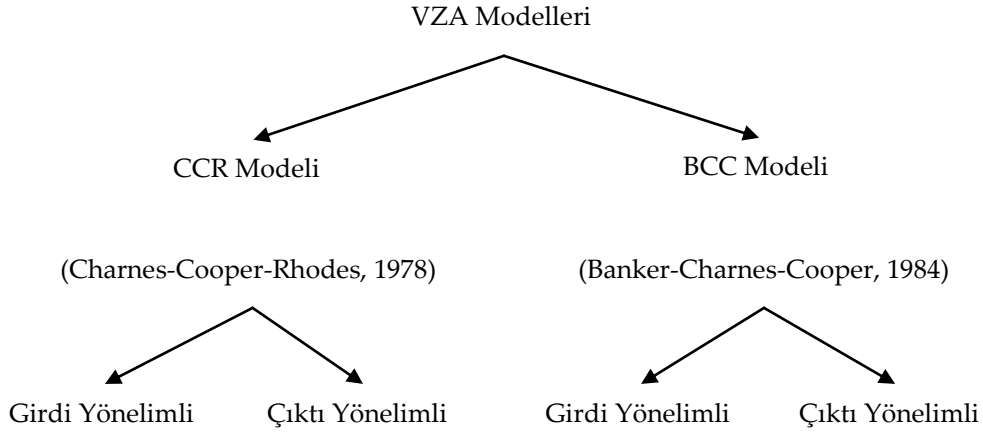 VZA Modelleri
CCR Modeli
BCC Modeli
(Charnes-Cooper-Rhodes, 1978)
(Banker-Charnes-Cooper, 1984)
Girdi Yönelimli
Çıktı Yönelimli
Girdi Yönelimli
Çıktı Yönelimli